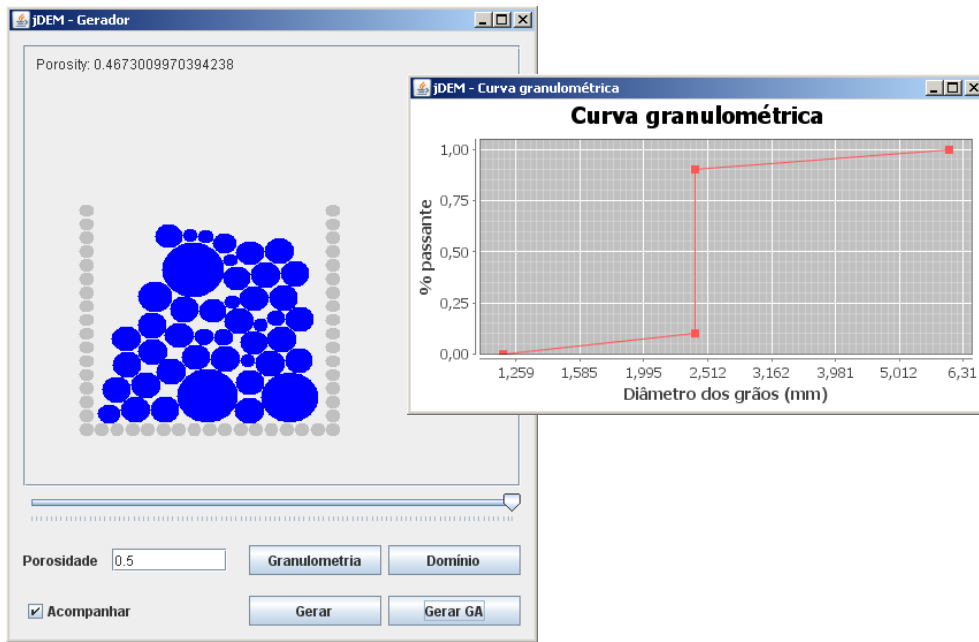 jDEM - Gerador
Porosity: 0.4673009970394238
jDEM - Curva granulométrica
Curva granulométrica
1,00
0,75
0,50
0,25
0,00
% passante
1,259 1,585 1,995 2,512 3,162 3,981 5,012 6,31
Diâmetro dos grãos (mm)
Porosidade 0.5 Granulometria Domínio
Acompanhar Gerar Gerar GA